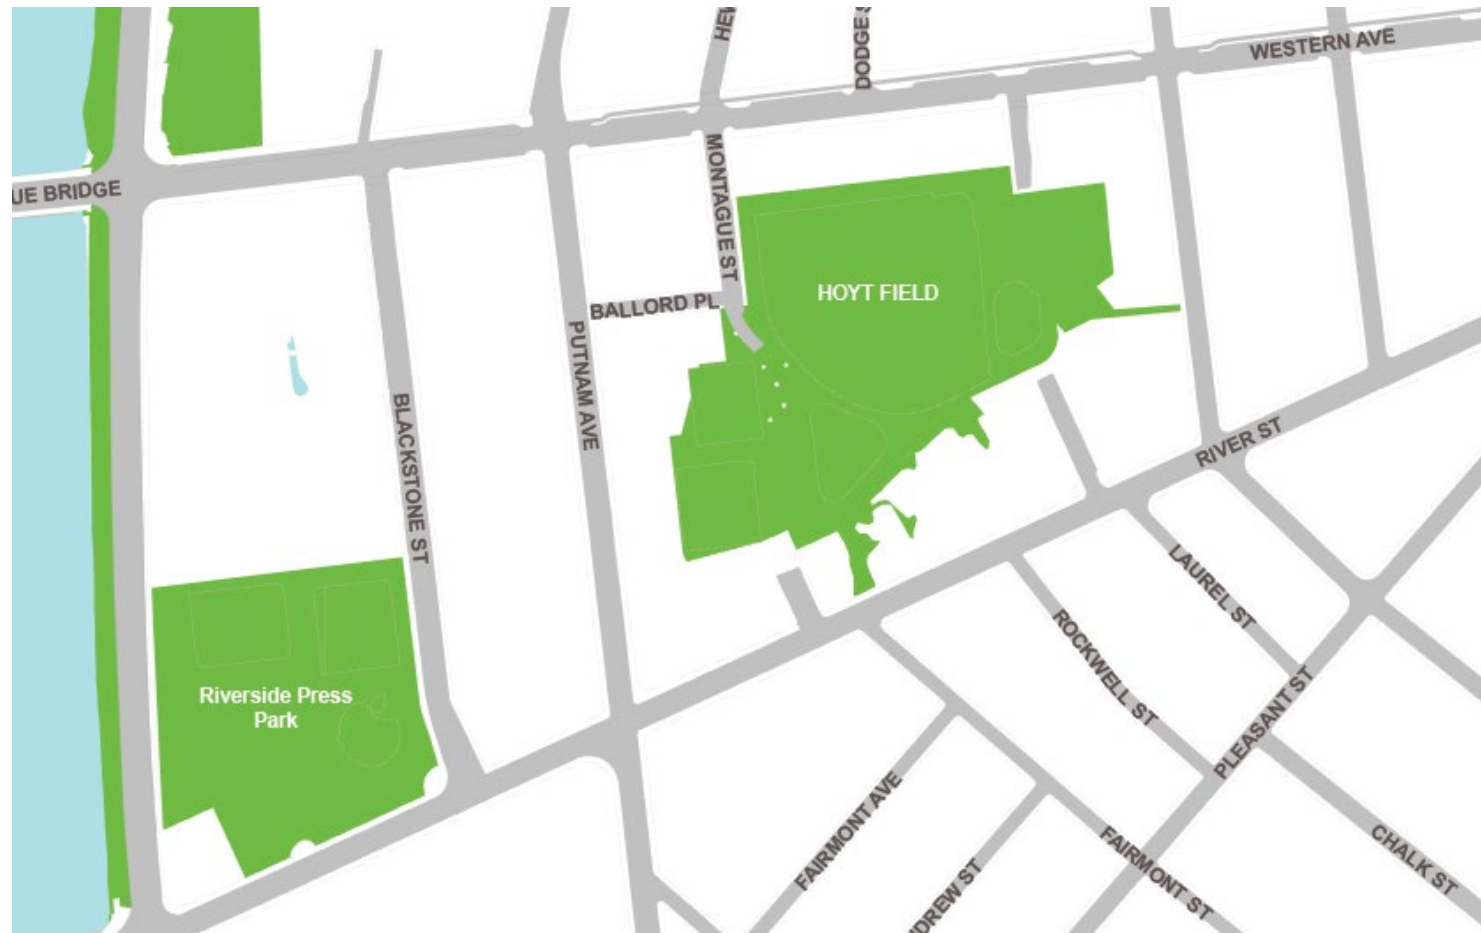 DODGE S
WESTERN AVE
UE BRIDGE
MONTAGUE ST
HOYT FIELD
BALLORD PL
PUTNAM AVE
BLACKSTONE ST
RIVER ST
LAUREL ST
ROCKWELL ST
PLEASANT ST
Riverside Press
Park
FAIRMONT AVE
FAIRMONT ST
CHALK ST
DREW ST